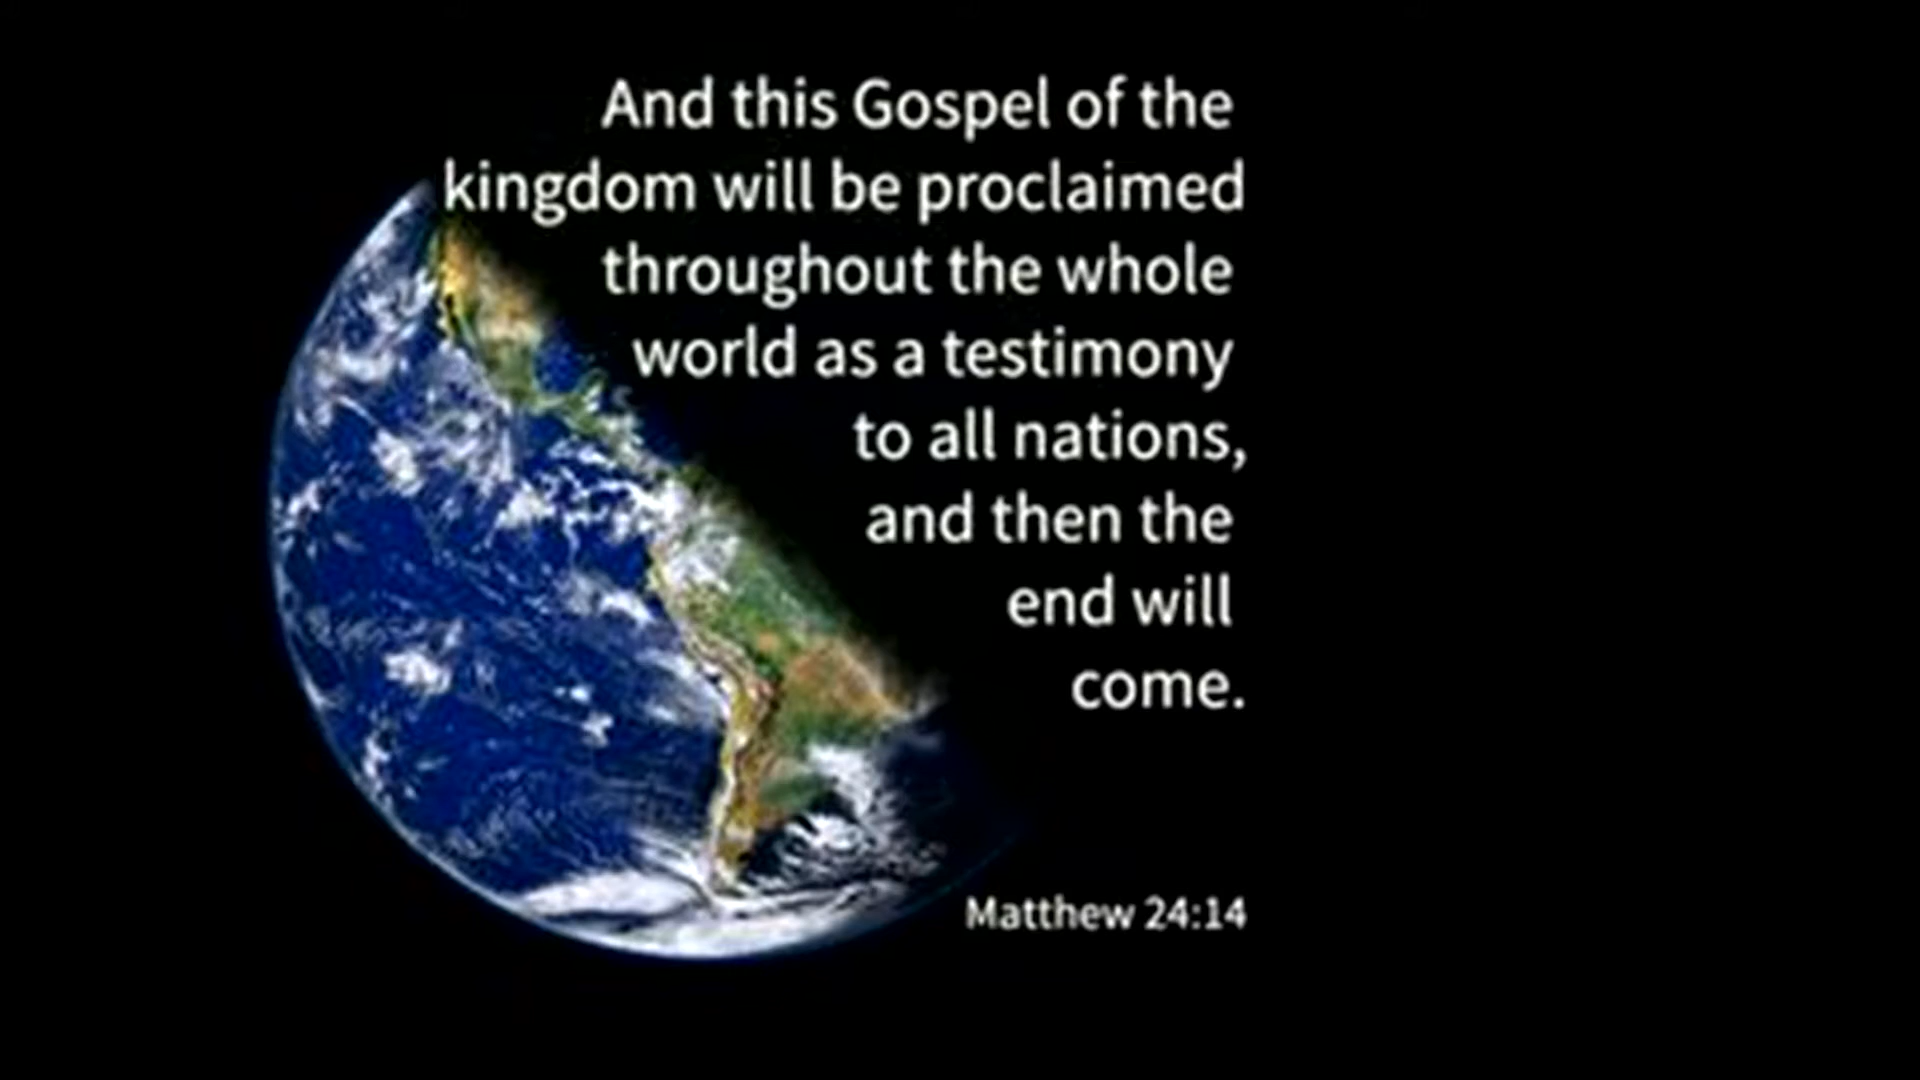 And this Gospel of the
kingdom will be proclaimed
throughout the whole
world as a testimony
to all nations,
and then the
end will
come.
Matthew 24:14